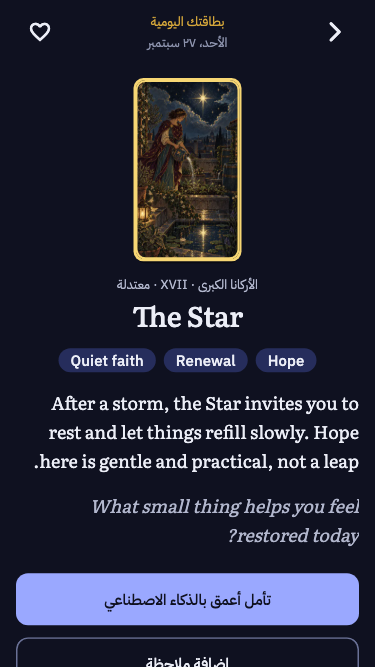 بطاقتك اليومية
الأحد، ٢٧ سبتمبر
الأركانا الكبرى · XVII · معتدلة
The Star
Hope
Renewal
Quiet faith
After a storm, the Star invites you to
rest and let things refill slowly. Hope
here is gentle and practical, not a leap.
What small thing helps you feel
restored today?
تأمل أعمق بالذكاء الاصطناعي
إضافة ملاحظة